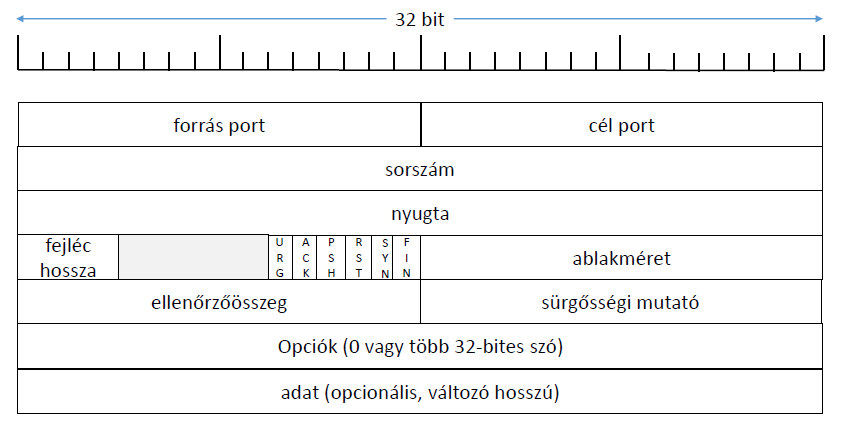 32 bit
forrás port
cél port
sorszám
nyugta
fejléc
hossza
URG
ACK
PSH
RST
SYN
FIN
ablakméret
ellenőrzőösszeg
sürgősségi mutató
Opciók (0 vagy több 32-bites szó)
adat (opcionális, változó hosszú)